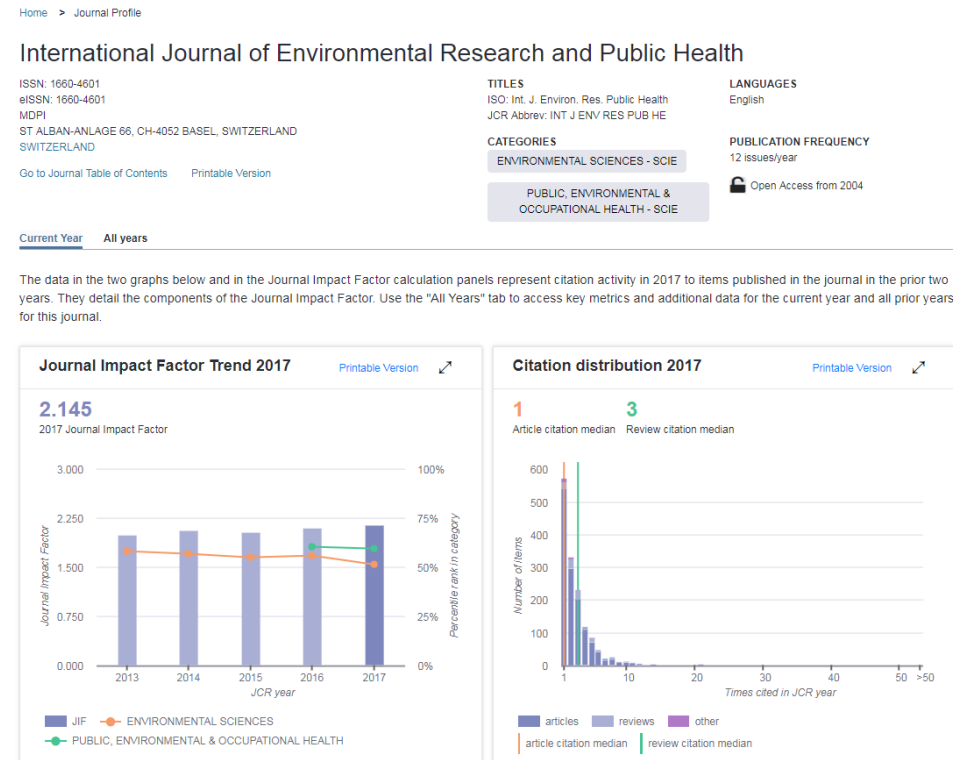 Home > Journal Profile
International Journal of Environmental Research and Public Health
ISSN: 1660-4601
eISSN: 1660-4601
MDPI
ST ALBAN-ANLAGE 66, CH-4052 BASEL, SWITZERLAND
SWITZERLAND
Go to Journal Table of Contents Printable Version
TITLES
ISO: Int. J. Environ. Res. Public Health
JCR Abbrev: INT J ENV RES PUB HE
CATEGORIES
ENVIRONMENTAL SCIENCES - SCIE
PUBLIC, ENVIRONMENTAL &
OCCUPATIONAL HEALTH - SCIE
LANGUAGES
English
PUBLICATION FREQUENCY
12 issues/year
Open Access from 2004
Current Year All years
The data in the two graphs below and in the Journal Impact Factor calculation panels represent citation activity in 2017 to items published in the journal in the prior two
years. They detail the components of the Journal Impact Factor. Use the "All Years" tab to access key metrics and additional data for the current year and all prior years
for this journal.
Journal Impact Factor Trend 2017 Printable Version
2.145
2017 Journal Impact Factor
3.000 100%
2.250 75%
1.500 50%
0.750 25%
0.000 0%
Journal Impact Factor
Percentile rank in category
2013 2014 2015 2016 2017
JCR year
JIF ENVIRONMENTAL SCIENCES
PUBLIC, ENVIRONMENTAL & OCCUPATIONAL HEALTH
Citation distribution 2017 Printable Version
1 3
Article citation median Review citation median
600
500
400
300
200
100
0
Number of items
1 10 20 30 40 50 >50
Times cited in JCR year
articles reviews other
article citation median review citation median